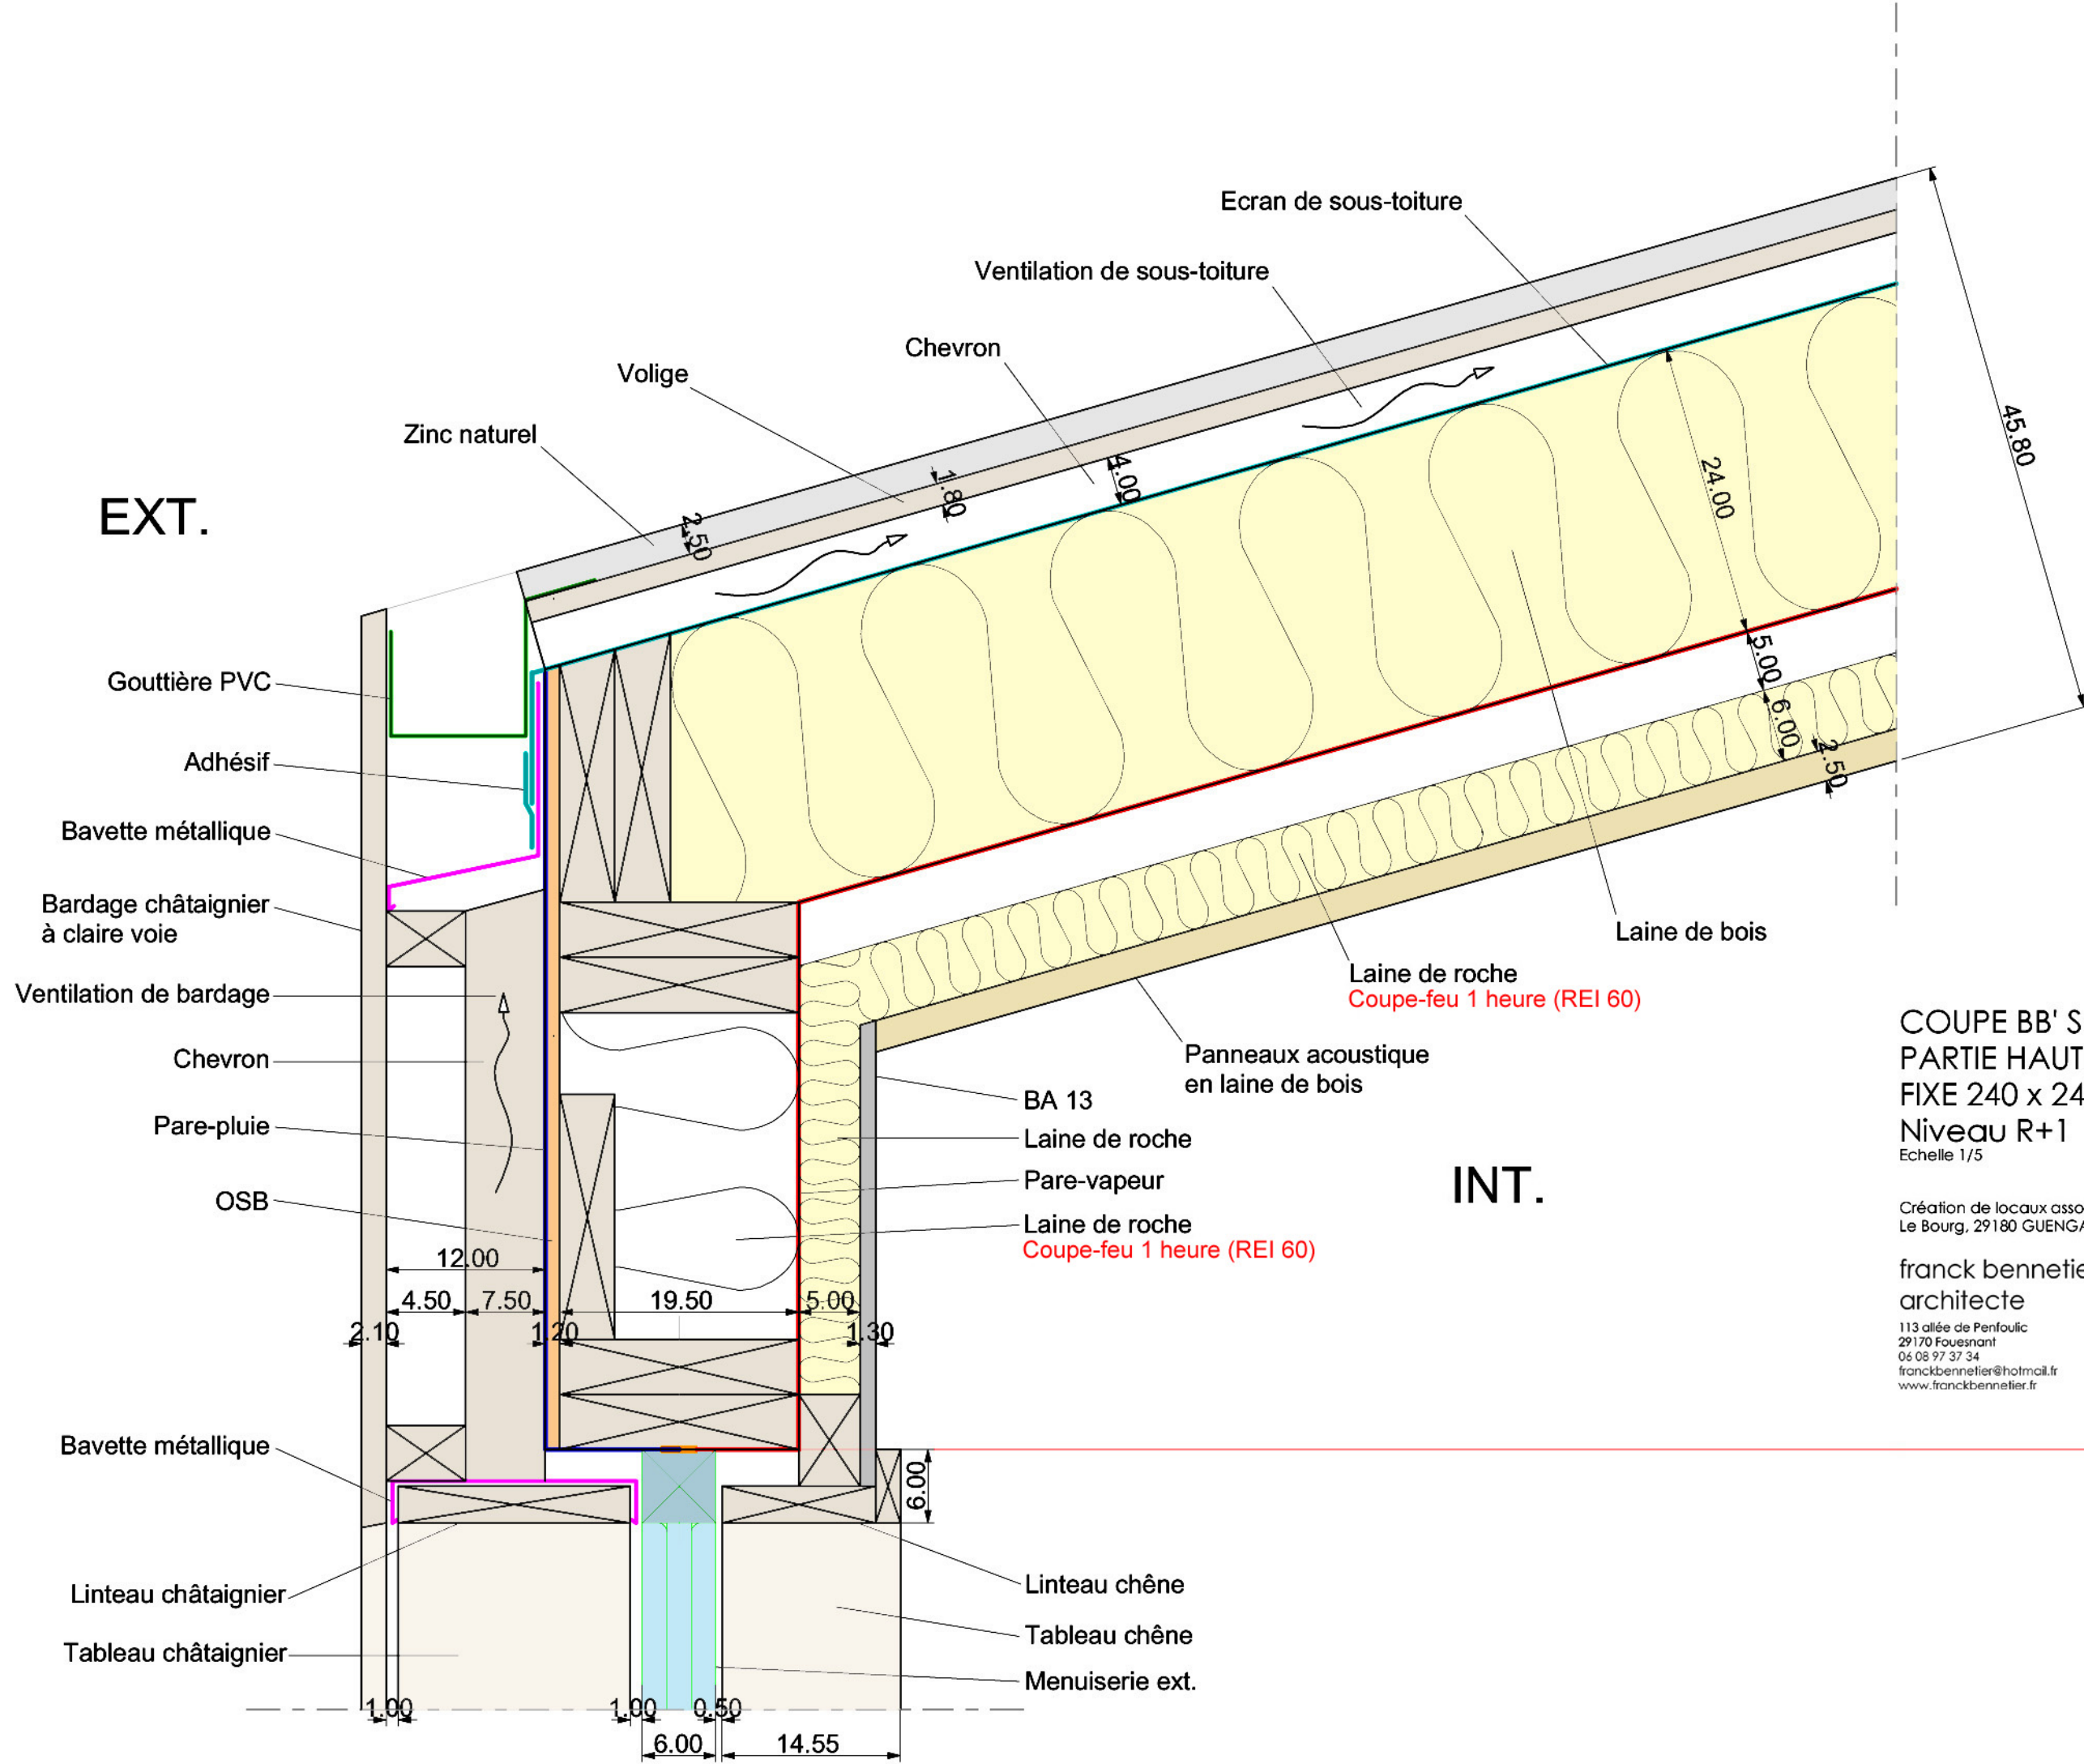 Ecran de sous-toiture
Ventilation de sous-toiture
Chevron
Volige
Zinc naturel
EXT.
45.80
1.80
4.00
2.50
24.00
5.00
6.00
2.50
Gouttière PVC
Adhésif
Bavette métallique
Bardage châtaignier
à claire voie
Ventilation de bardage
Chevron
Pare-pluie
OSB
Laine de bois
Laine de roche
Coupe-feu 1 heure (REI 60)
Panneaux acoustique
en laine de bois
BA 13
Laine de roche
Pare-vapeur
Laine de roche
Coupe-feu 1 heure (REI 60)
INT.
COUPE BB' S
PARTIE HAUT
FIXE 240 x 24
Niveau R+1
Echelle 1/5
Création de locaux asso
Le Bourg, 29180 GUENGA
franck bennetie
architecte
113 allée de Penfoulic
29170 Fouesnant
06 08 97 37 34
franckbennetier@hotmail.fr
www.franckbennetier.fr
12.00
4.50 7.50 19.50 5.00
2.10 1.20 1.30
Bavette métallique
6.00
Linteau châtaignier
Tableau châtaignier
Linteau chêne
Tableau chêne
Menuiserie ext.
1.00 1.00 0.50
6.00 14.55